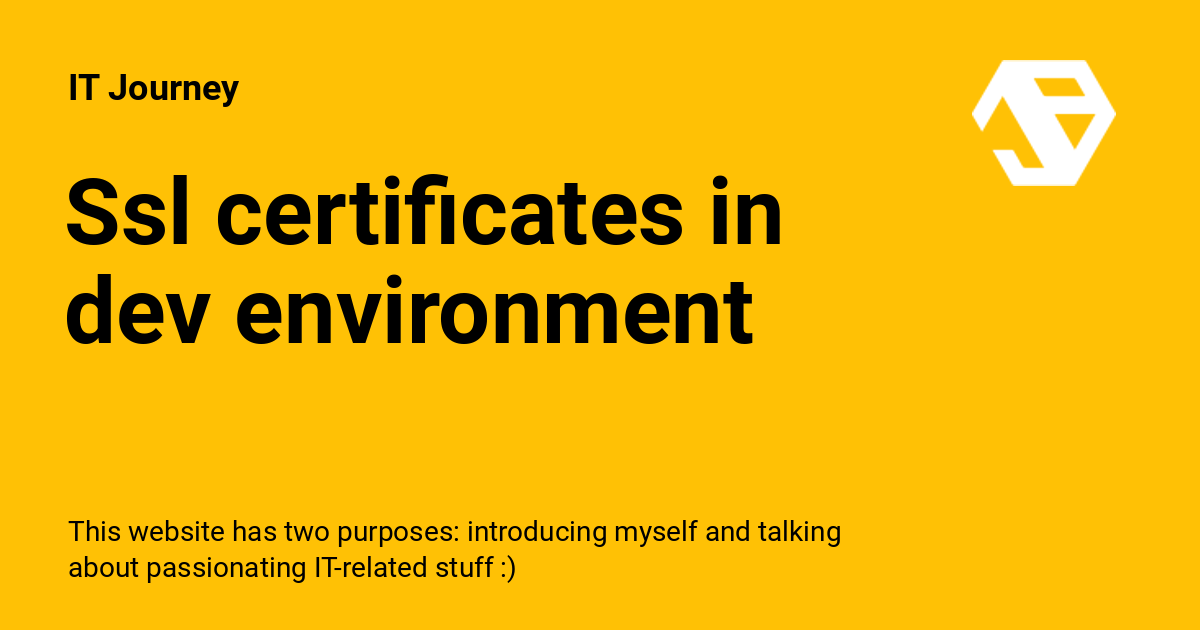 IT Journey
Ssl certificates in
dev environment
This website has two purposes: introducing myself and talking
about passionating IT-related stuff :)